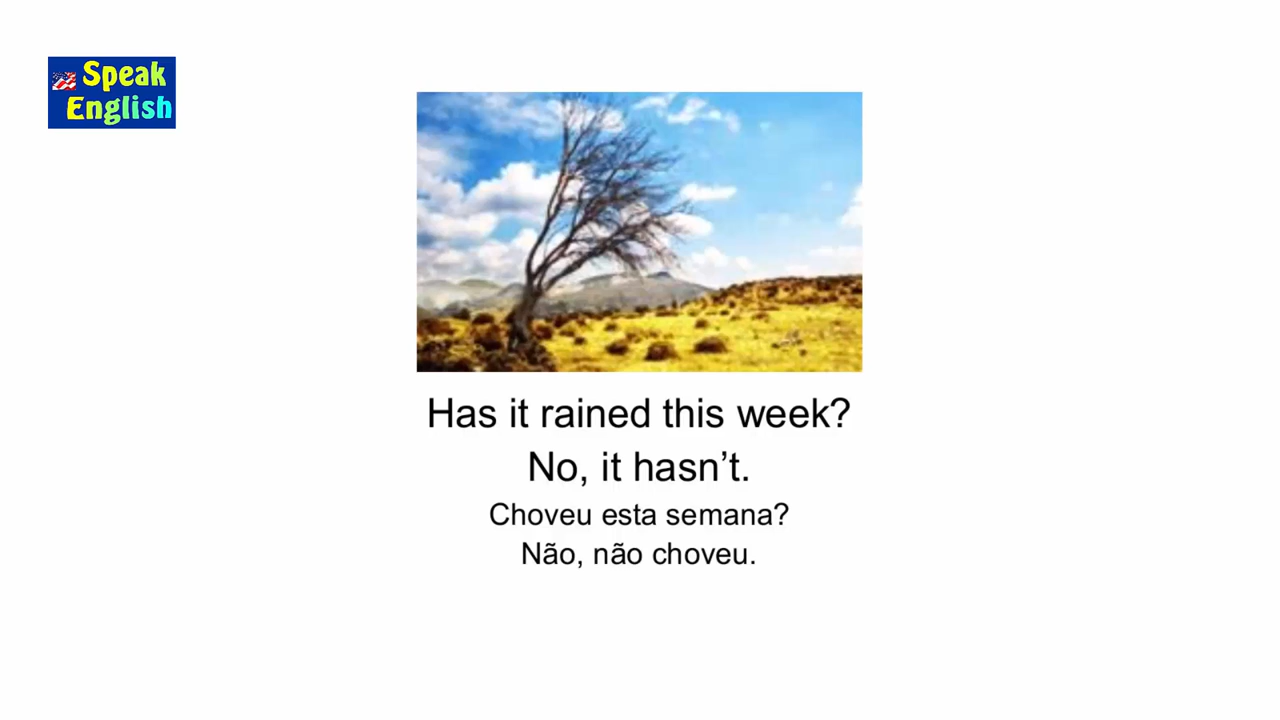 Speak
English
Has it rained this week?
No, it hasn’t.
Choveu esta semana?
Não, não choveu.